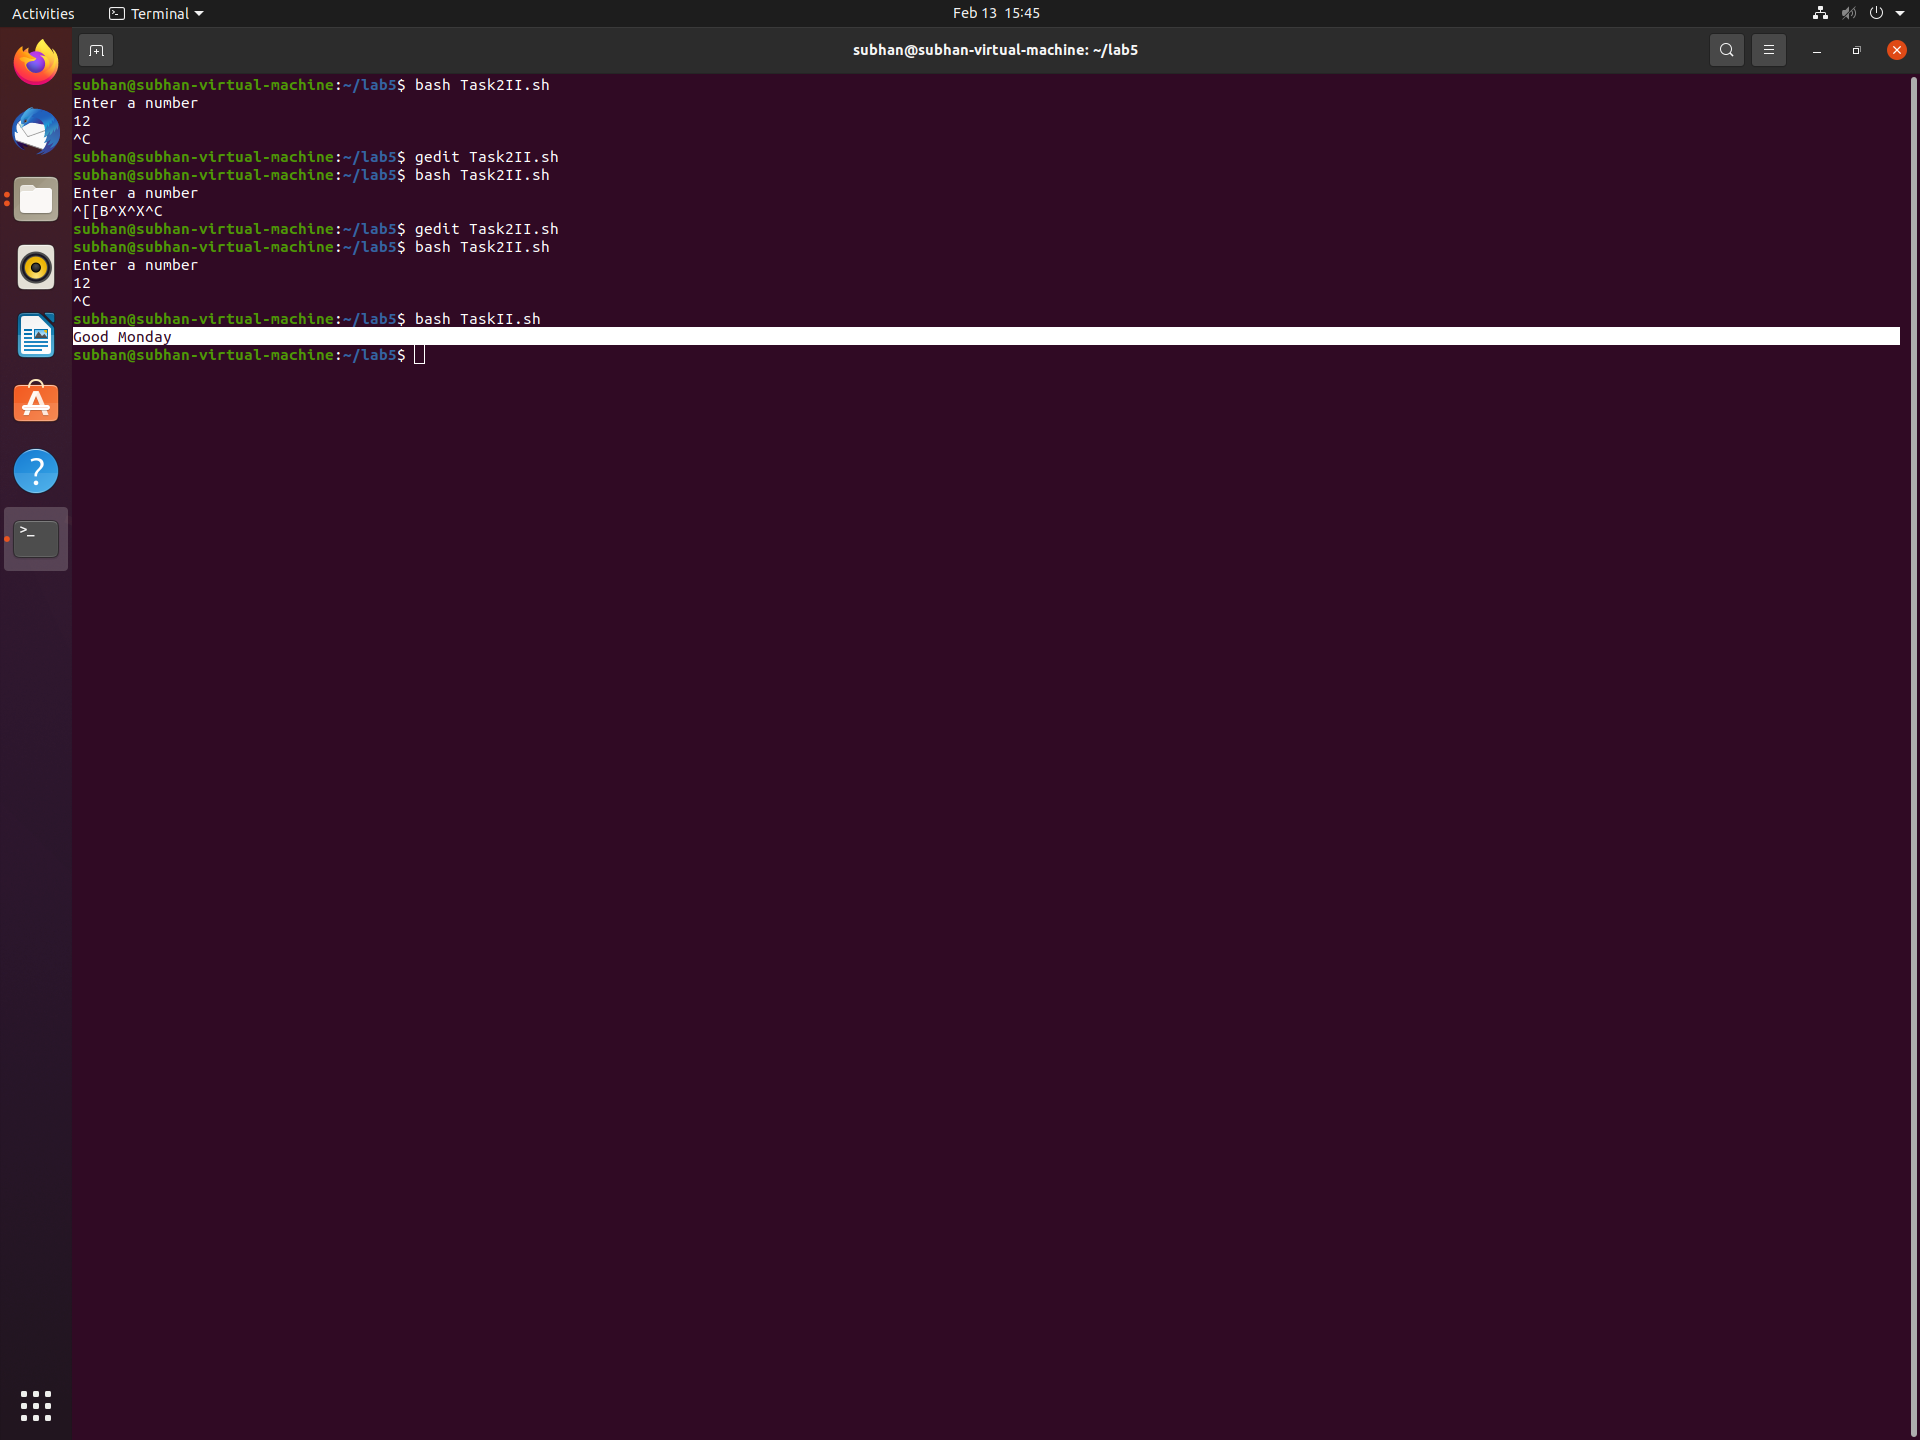 Activities
Terminal
Feb 13 15:45
subhan@subhan-virtual-machine: ~/lab5
subhan@subhan-virtual-machine:~/lab5$ bash Task2II.sh
Enter a number
12
^C
subhan@subhan-virtual-machine:~/lab5$ gedit Task2II.sh
subhan@subhan-virtual-machine:~/lab5$ bash Task2II.sh
Enter a number
^[[B^X^X^C
subhan@subhan-virtual-machine:~/lab5$ gedit Task2II.sh
subhan@subhan-virtual-machine:~/lab5$ bash Task2II.sh
Enter a number
12
^C
subhan@subhan-virtual-machine:~/lab5$ bash TaskII.sh
Good Monday
subhan@subhan-virtual-machine:~/lab5$